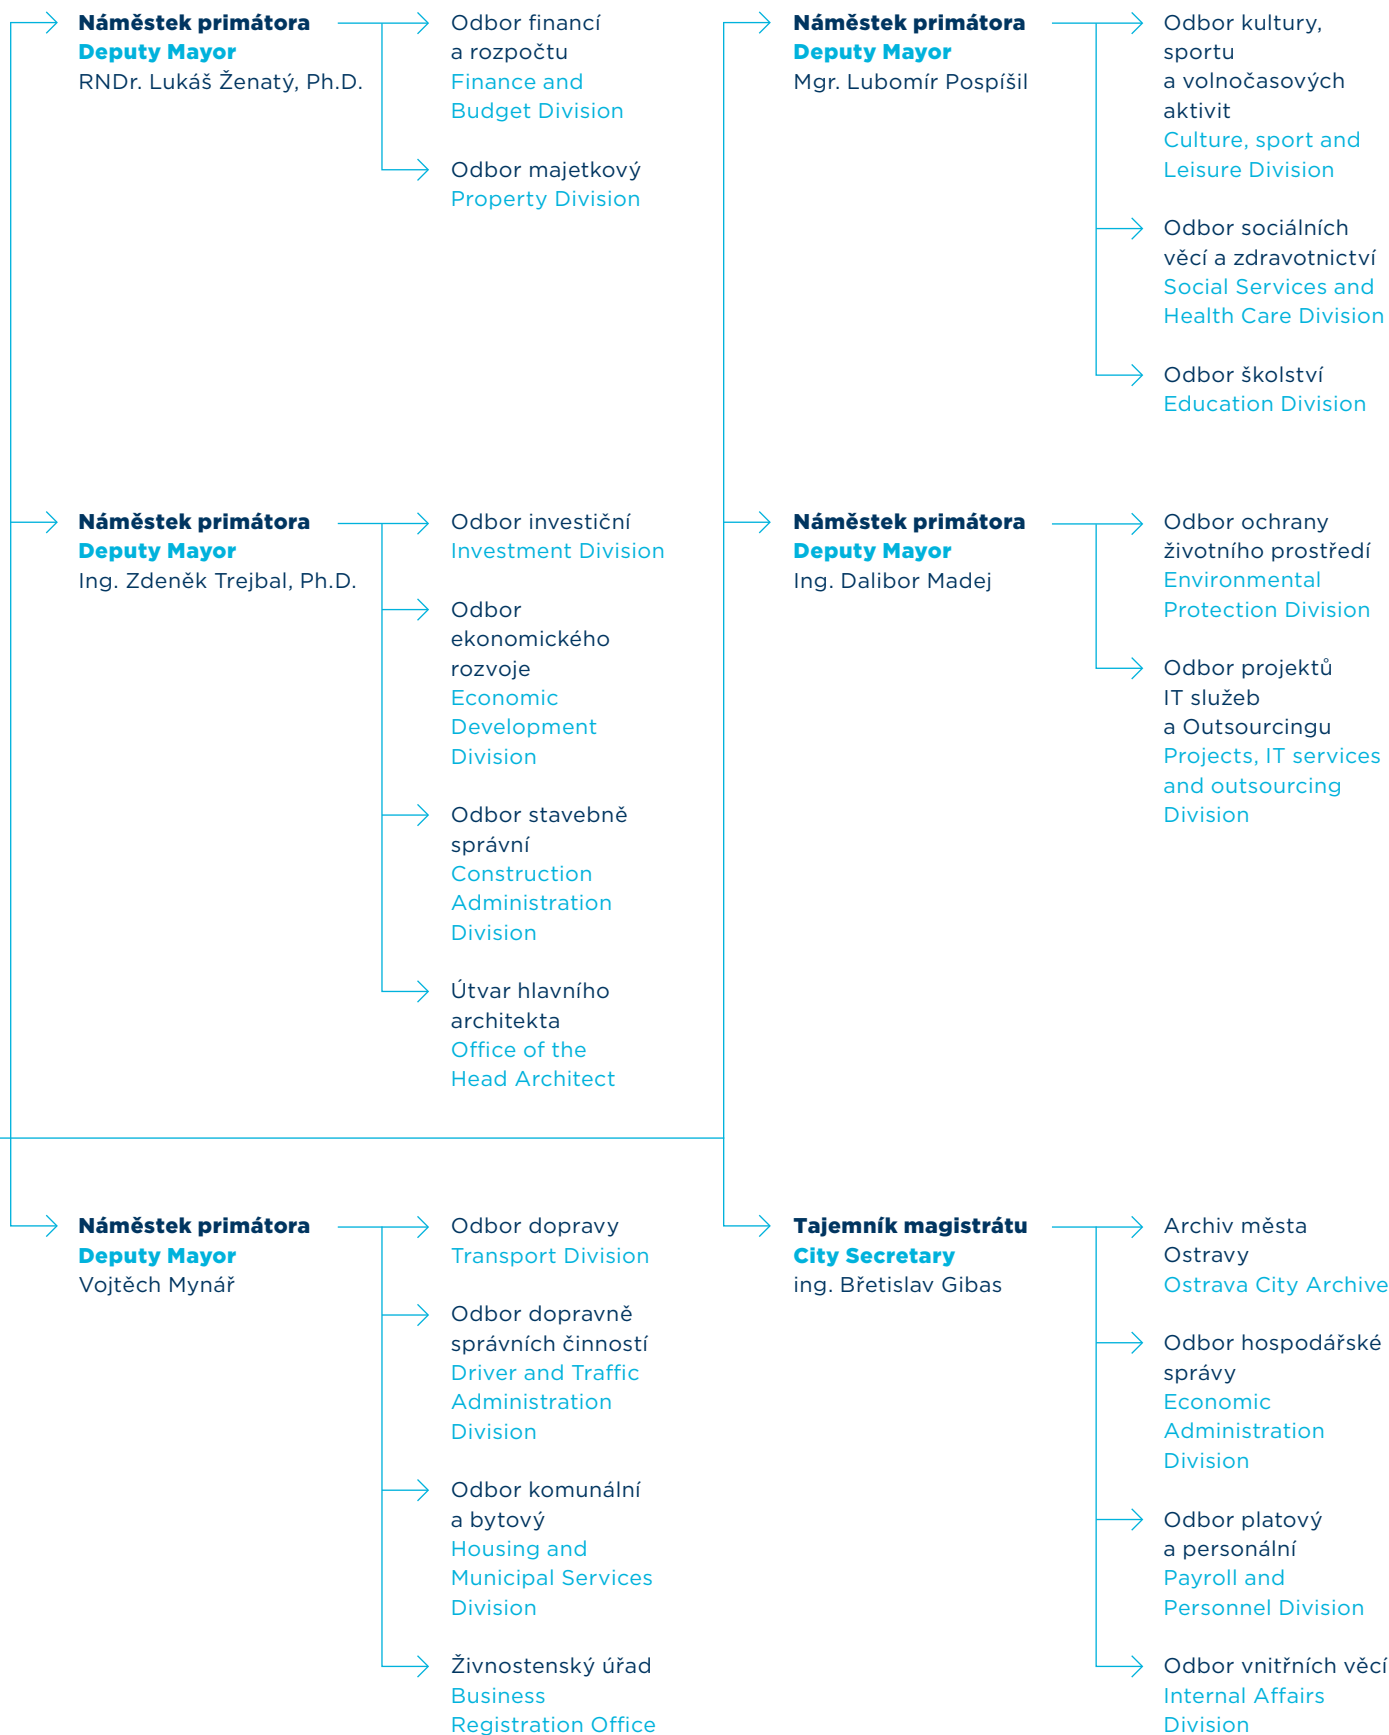 Náměstek primátora
Deputy Mayor
RNDr. Lukáš Ženatý, Ph.D.
Odbor financí
a rozpočtu
Finance and
Budget Division
Odbor majetkový
Property Division
Náměstek primátora
Deputy Mayor
Mgr. Lubomír Pospíšil
Odbor kultury,
sportu
a volnočasových
aktivit
Culture, sport and
Leisure Division
Odbor sociálních
věcí a zdravotnictví
Social Services and
Health Care Division
Odbor školství
Education Division
Náměstek primátora
Deputy Mayor
Ing. Zdeněk Trejbal, Ph.D.
Odbor investiční
Investment Division
Odbor
ekonomického
rozvoje
Economic
Development
Division
Odbor stavebně
správní
Construction
Administration
Division
Útvar hlavního
architekta
Office of the
Head Architect
Náměstek primátora
Deputy Mayor
Ing. Dalibor Madej
Odbor ochrany
životního prostředí
Environmental
Protection Division
Odbor projektů
IT služeb
a Outsourcingu
Projects, IT services
and outsourcing
Division
Náměstek primátora
Deputy Mayor
Vojtěch Mynář
Odbor dopravy
Transport Division
Odbor dopravně
správních činností
Driver and Traffic
Administration
Division
Odbor komunální
a bytový
Housing and
Municipal Services
Division
Živnostenský úřad
Business
Registration Office
Tajemník magistrátu
City Secretary
ing. Břetislav Gibas
Archiv města
Ostravy
Ostrava City Archive
Odbor hospodářské
správy
Economic
Administration
Division
Odbor platový
a personální
Payroll and
Personnel Division
Odbor vnitřních věcí
Internal Affairs
Division